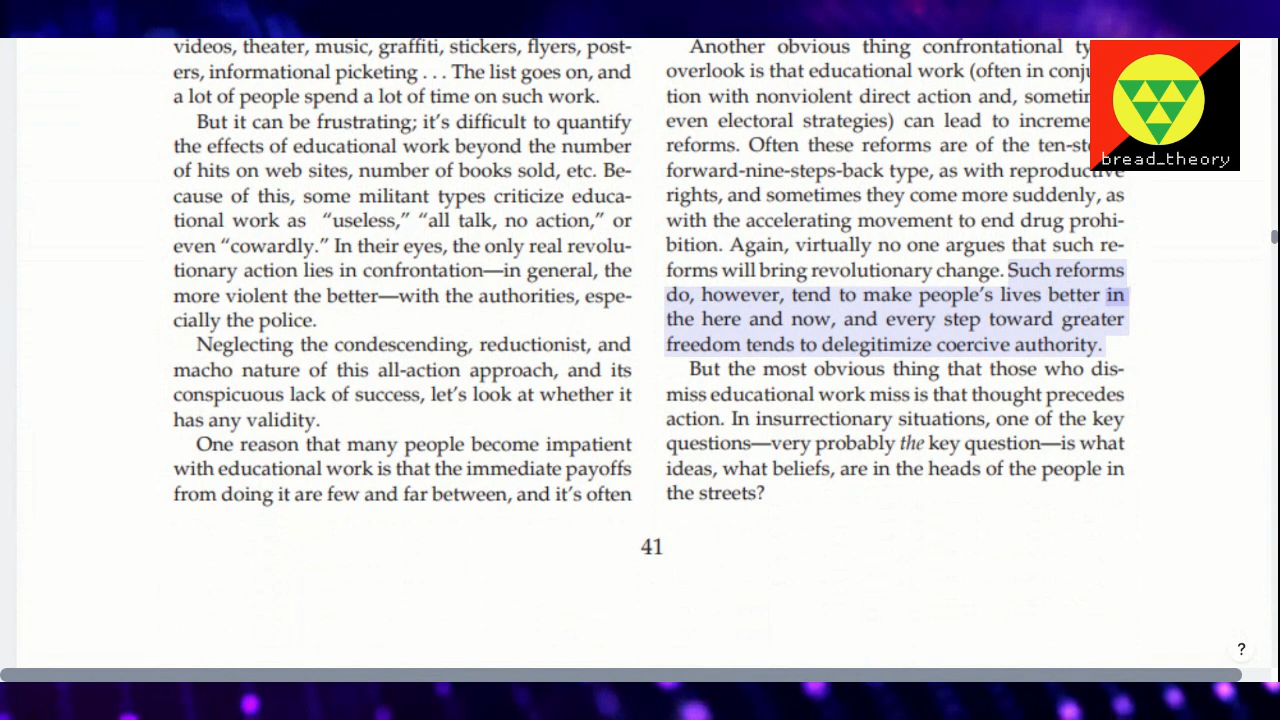 videos, theater, music, graffiti, stickers, flyers, post-
ers, informational picketing . . . The list goes on, and
a lot of people spend a lot of time on such work.
But it can be frustrating; it's difficult to quantify
the effects of educational work beyond the number
of hits on web sites, number of books sold, etc. Be-
cause of this, some militant types criticize educa-
tional work as “useless,” “all talk, no action,” or
even “cowardly.” In their eyes, the only real revolu-
tionary action lies in confrontation—in general, the
more violent the better—with the authorities, espe-
cially the police.
Neglecting the condescending, reductionist, and
macho nature of this all-action approach, and its
conspicuous lack of success, let's look at whether it
has any validity.
One reason that many people become impatient
with educational work is that the immediate payoffs
from doing it are few and far between, and it's often
Another obvious thing confrontational
overlook is that educational work (often in
tion with nonviolent direct action and,
even electoral strategies) can lead to
reforms. Often these reforms are of the
forward-nine-steps-back type, as with reproductive
rights, and sometimes they come more suddenly, as
with the accelerating movement to end drug prohi-
bition. Again, virtually no one argues that such re-
forms will bring revolutionary change. Such reforms
do, however, tend to make people's lives better in
the here and now, and every step toward greater
freedom tends to delegitimize coercive authority.
But the most obvious thing that those who dis-
miss educational work miss is that thought precedes
action. In insurrectionary situations, one of the key
questions—very probably the key question—is what
ideas, what beliefs, are in the heads of the people in
the streets?
41
bread_theory
?